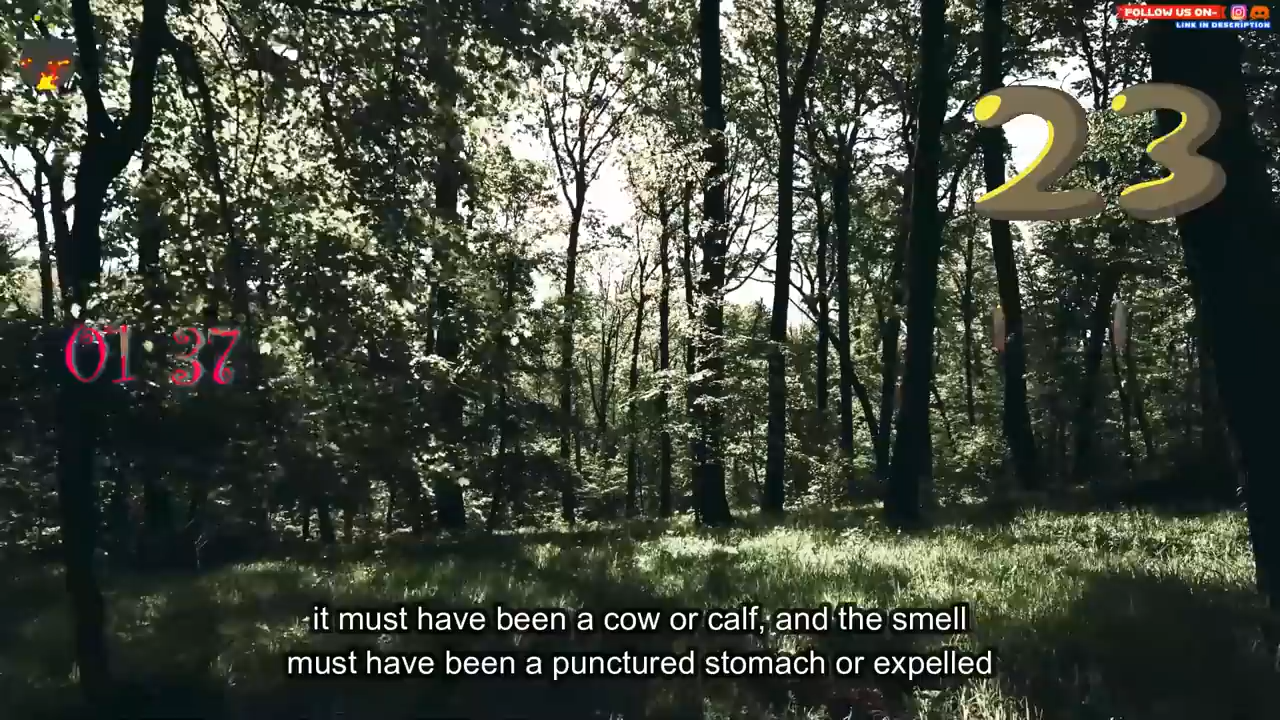 FOLLOW US ON-
LINK IN DESCRIPTION
23
01 37
it must have been a cow or calf, and the smell
must have been a punctured stomach or expelled